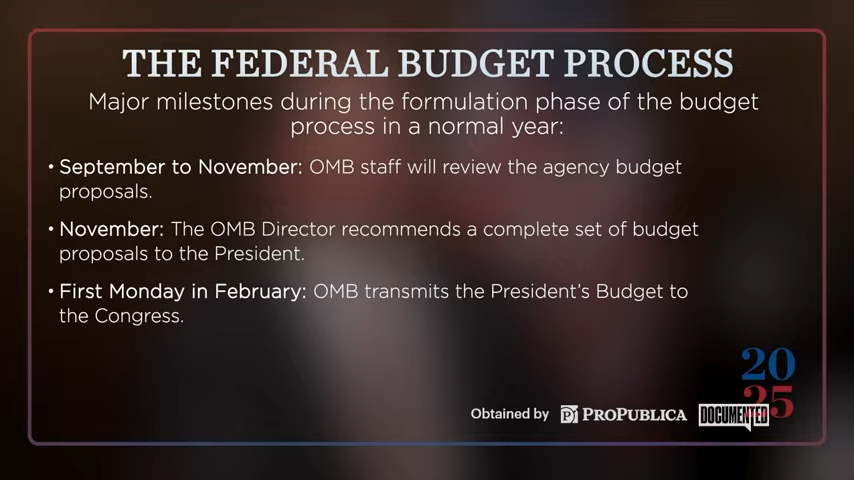 THE FEDERAL BUDGET PROCESS
Major milestones during the formulation phase of the budget
process in a normal year:
• September to November: OMB staff will review the agency budget
proposals.
• November: The OMB Director recommends a complete set of budget
proposals to the President.
• First Monday in February: OMB transmits the President's Budget to
the Congress.
20
25
Obtained by ProPublica DOCUMENTED